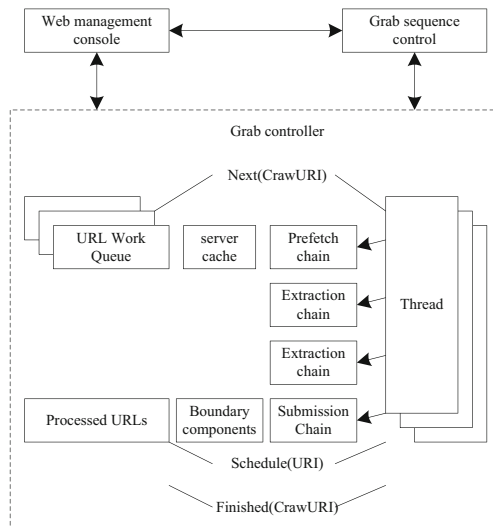 Web management
console
Grab sequence
control
Grab controller
Next(CrawURI)
URL Work
Queue
server
cache
Prefetch
chain
Extraction
chain
Thread
Extraction
chain
Processed URLs
Boundary
components
Submission
Chain
Schedule(URI)
Finished(CrawURI)